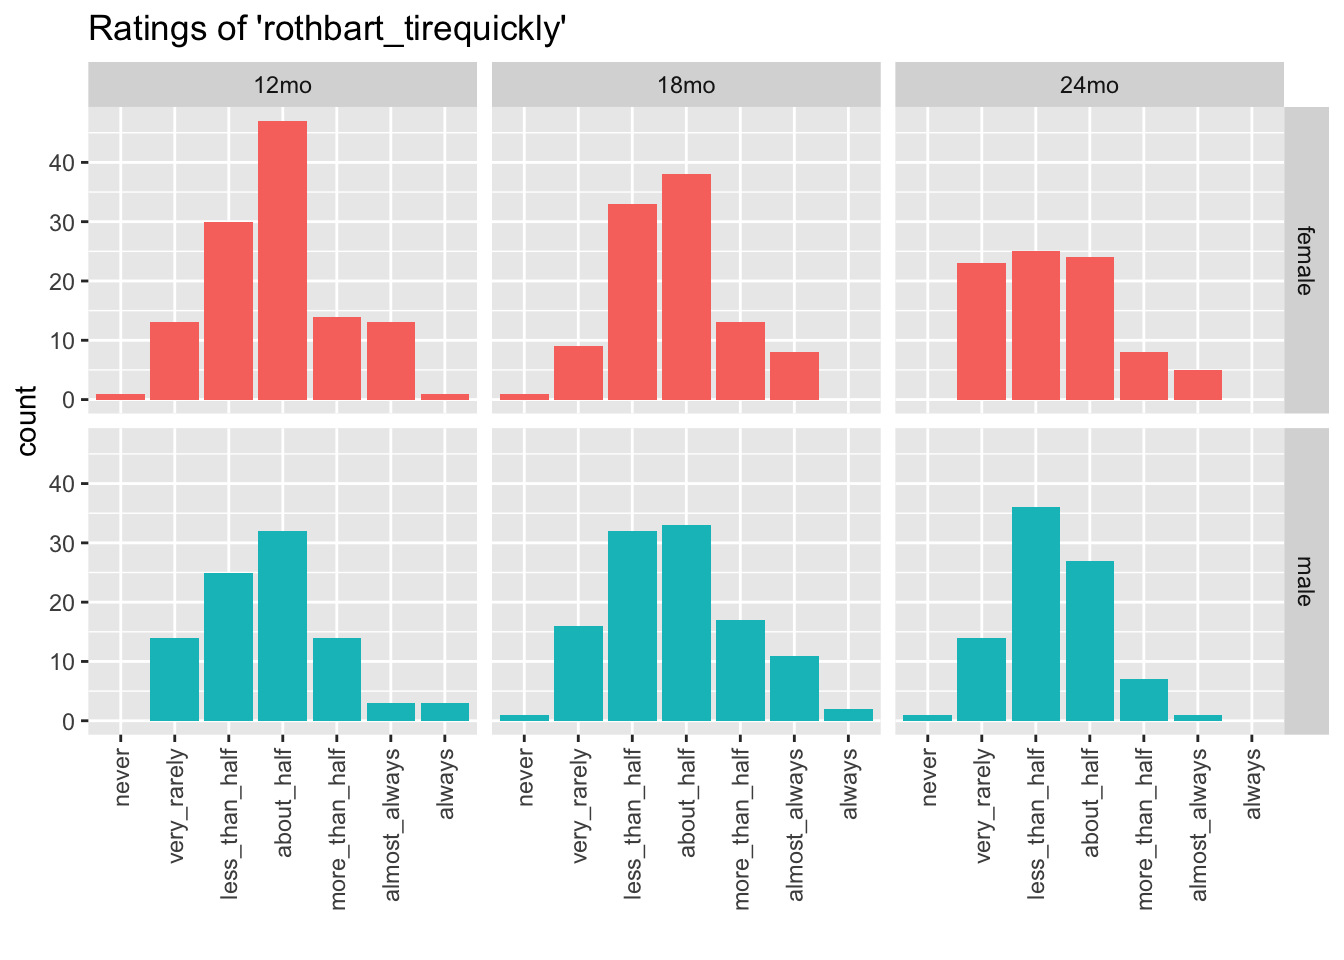 Ratings of 'rothbart_tirequickly'
12mo 18mo 24mo
40
30
20
10
0
female
count
40
30
20
10
0
male
never very_rarely less_than_half about_half more_than_half almost_always always
never very_rarely less_than_half about_half more_than_half almost_always always
never very_rarely less_than_half about_half more_than_half almost_always always